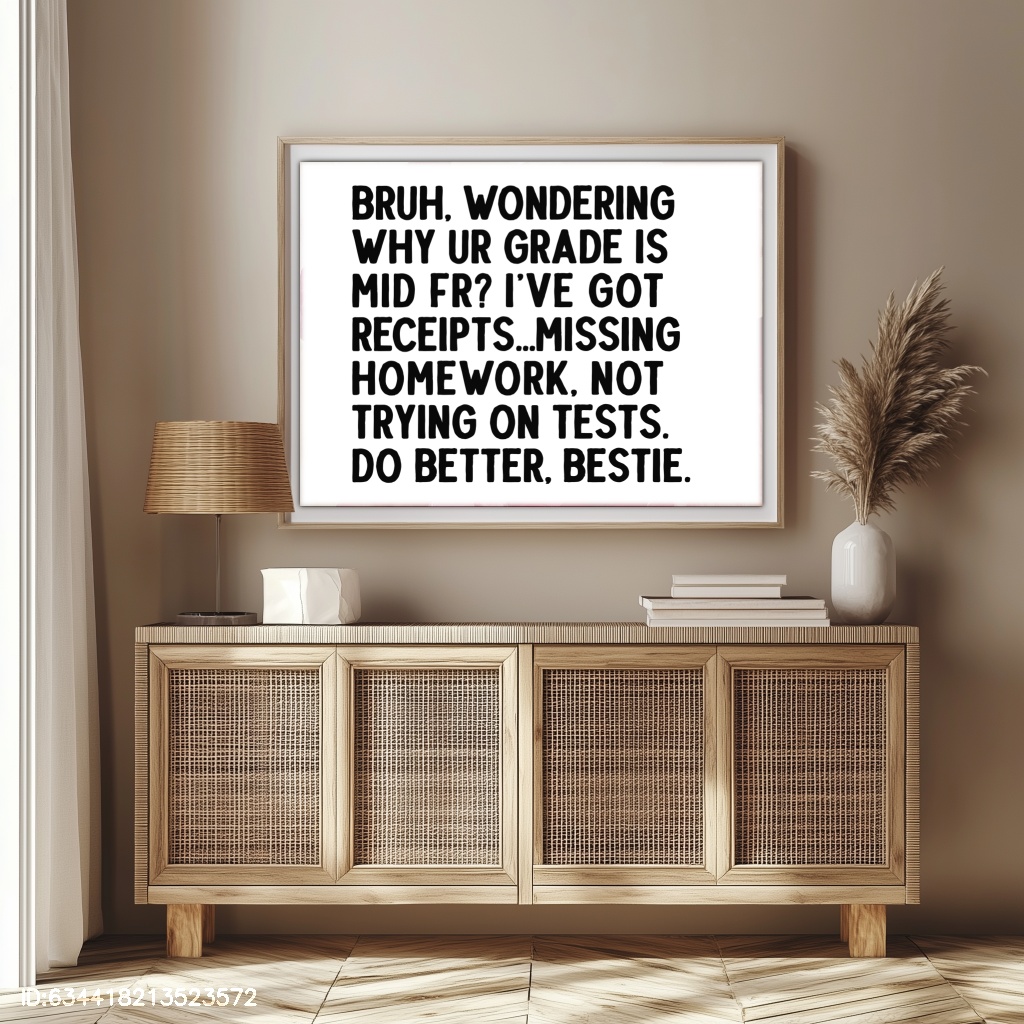 BRUH, WONDERING
WHY UR GRADE IS
MID FR? I'VE GOT
RECEIPTS...MISSING
HOMEWORK, NOT
TRYING ON TESTS.
DO BETTER, BESTIE.
ID:634418213523572